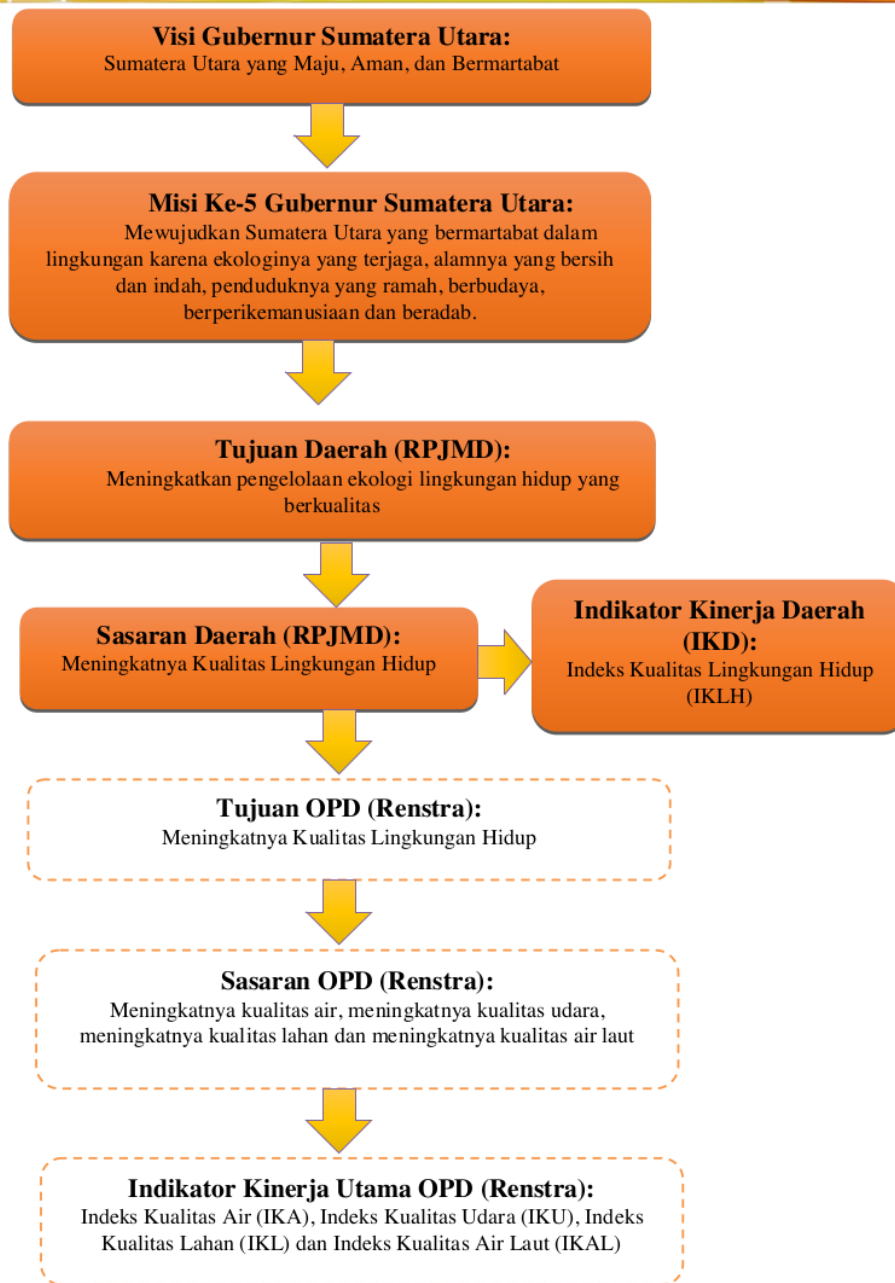 Visi Gubernur Sumatera Utara:
Sumatera Utara yang Maju, Aman, dan Bermartabat
Misi Ke-5 Gubernur Sumatera Utara:
Mewujudkan Sumatera Utara yang bermartabat dalam
lingkungan karena ekologinya yang terjaga, alamnya yang bersih
dan indah, penduduknya yang ramah, berbudaya,
berperikemanusiaan dan beradab.
Tujuan Daerah (RPJMD):
Meningkatkan pengelolaan ekologi lingkungan hidup yang
berkualitas
Sasaran Daerah (RPJMD):
Meningkatnya Kualitas Lingkungan Hidup
Indikator Kinerja Daerah
(IKD):
Indeks Kualitas Lingkungan Hidup
(IKLH)
Tujuan OPD (Renstra):
Meningkatnya Kualitas Lingkungan Hidup
Sasaran OPD (Renstra):
Meningkatnya kualitas air, meningkatnya kualitas udara,
meningkatnya kualitas lahan dan meningkatnya kualitas air laut
Indikator Kinerja Utama OPD (Renstra):
Indeks Kualitas Air (IKA), Indeks Kualitas Udara (IKU), Indeks
Kualitas Lahan (IKL) dan Indeks Kualitas Air Laut (IKAL)